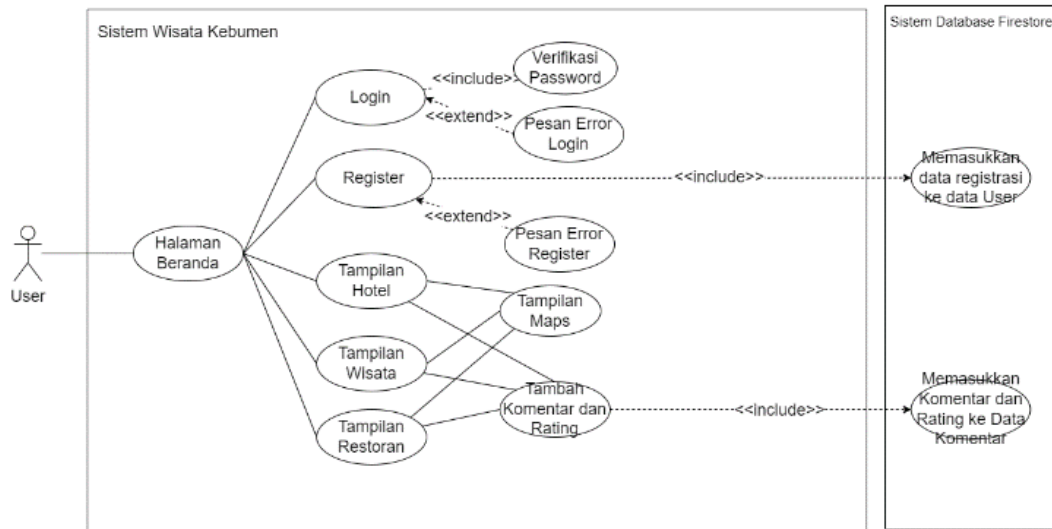 Sistem Wisata Kebumen
Sistem Database Firestore
Login
<<include>>
Verifikasi
Password
<<extend>>
Pesan Error
Login
Register
<<include>>
Memasukkan
data registrasi
ke data User
<<extend>>
Pesan Error
Register
User
Halaman
Beranda
Tampilan
Hotel
Tampilan
Maps
Tampilan
Wisata
Tampilan
Restoran
Tambah
Komentar dan
Rating
<<Include>>
Memasukkan
Komentar dan
Rating ke Data
Komentar